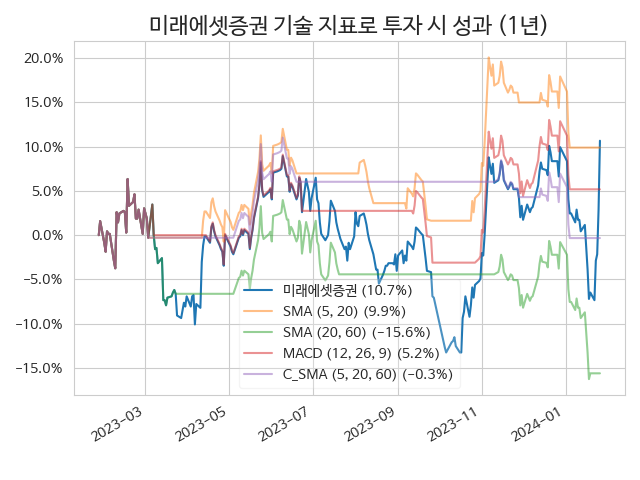 미래에셋증권 기술 지표로 투자 시 성과 (1년)
20.0%
15.0%
10.0%
5.0%
0.0%
−5.0%
−10.0%
−15.0%
미래에셋증권 (10.7%)
SMA (5, 20) (9.9%)
SMA (20, 60) (−15.6%)
MACD (12, 26, 9) (5.2%)
C_SMA (5, 20, 60) (−0.3%)
2023−03
2023−05
2023−07
2023−09
2023−11
2024−01